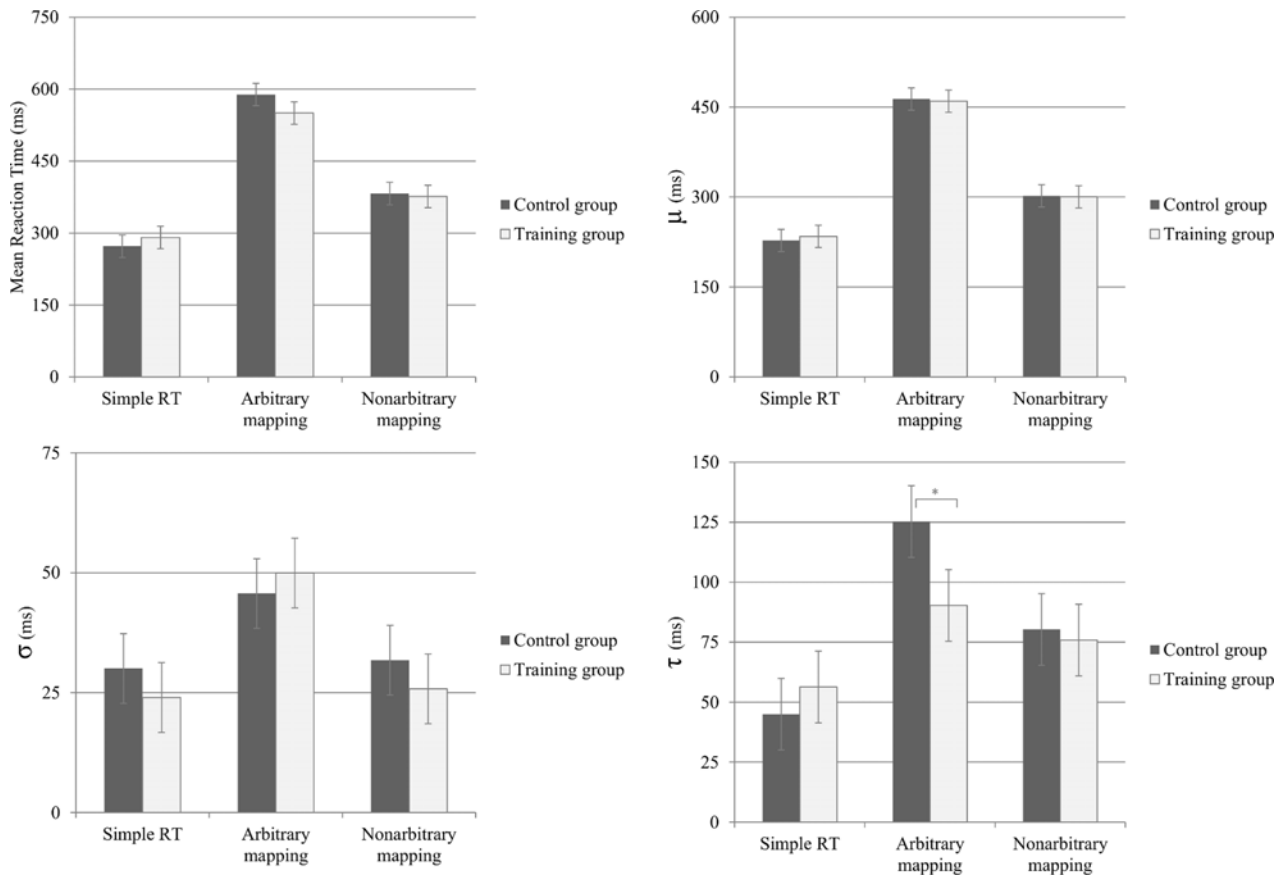 Mean Reaction Time (ms)
750
600
450
300
150
0
Simple RT
Arbitrary
mapping
Nonarbitrary
mapping
Control group
Training group
μ (ms)
600
450
300
150
0
Simple RT
Arbitrary
mapping
Nonarbitrary
mapping
Control group
Training group
σ (ms)
75
50
25
0
Simple RT
Arbitrary
mapping
Nonarbitrary
mapping
Control group
Training group
τ (ms)
150
125
100
75
50
25
0
*
Simple RT
Arbitrary
mapping
Nonarbitrary
mapping
Control group
Training group